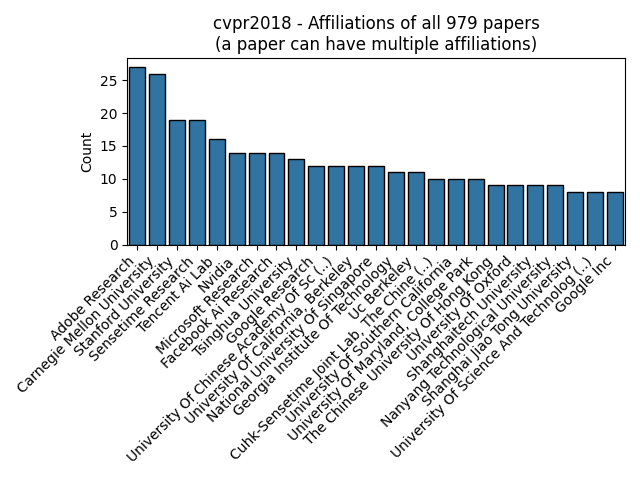 cvpr2018 - Affiliations of all 979 papers
(a paper can have multiple affiliations)
Count
25
20
15
10
5
0
Adobe Research
Carnegie Mellon University
Stanford University
Sensetime Research
Tencent Ai Lab
Nvidia
Microsoft Research
Facebook Ai Research
Tsinghua University
Google Research
University Of Chinese Academy Of Sc (..)
University Of California, Berkeley
National University Of Singapore
Georgia Institute Of Technology
Uc Berkeley
Cuhk-Sensetime Joint Lab, The Chine (..)
University Of Southern California
University Of Maryland, College Park
The Chinese University Of Hong Kong
University Of Oxford
Shanghaitech University
Nanyang Technological University
Shanghai Jiao Tong University
University Of Science And Technolog (..)
Google Inc